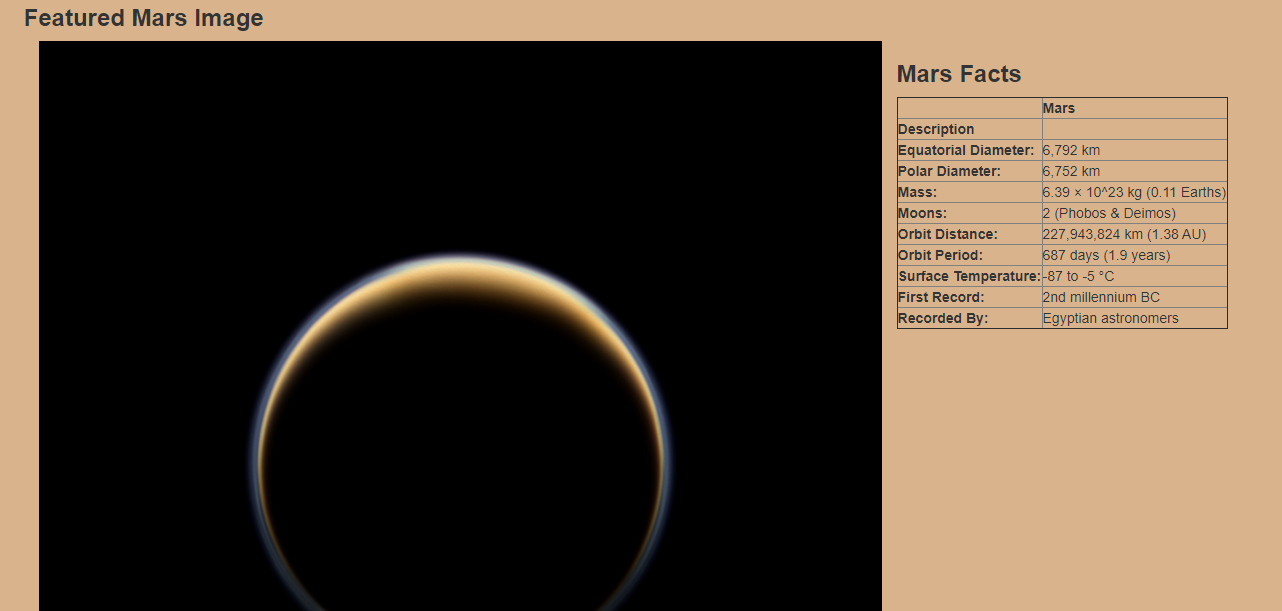 Featured Mars Image
Mars Facts
Mars
Description
Equatorial Diameter: 6,792 km
Polar Diameter: 6,752 km
Mass: 6.39 × 10^23 kg (0.11 Earths)
Moons: 2 (Phobos & Deimos)
Orbit Distance: 227,943,824 km (1.38 AU)
Orbit Period: 687 days (1.9 years)
Surface Temperature: -87 to -5 °C
First Record: 2nd millennium BC
Recorded By: Egyptian astronomers